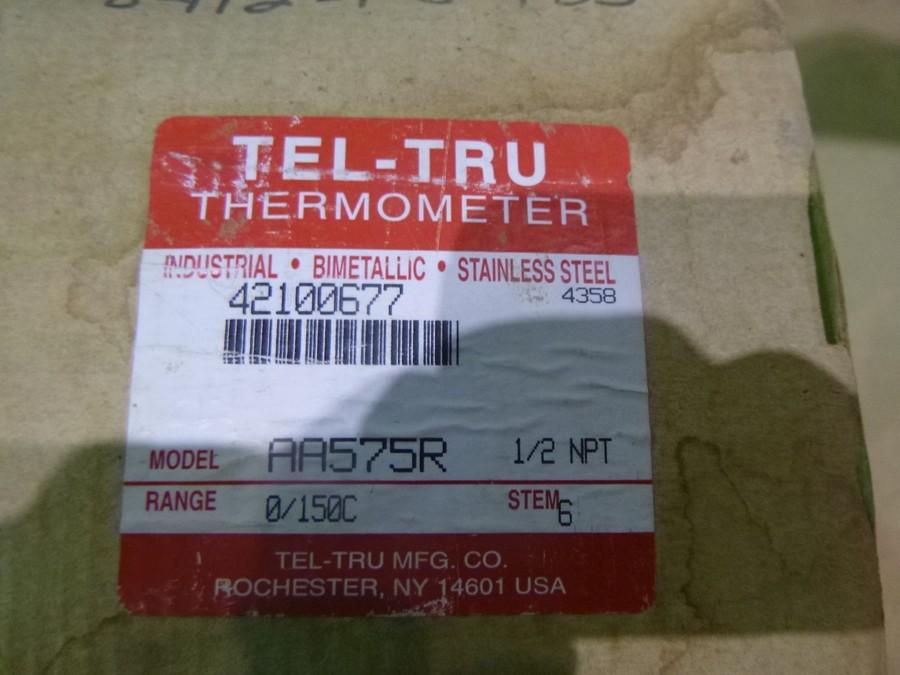 TEL-TRU
THERMOMETER
INDUSTRIAL • BIMETALLIC • STAINLESS STEEL
42100677 4358
MODEL AA575R 1/2 NPT
RANGE 0/150C STEM 6
TEL-TRU MFG. CO.
ROCHESTER, NY 14601 USA